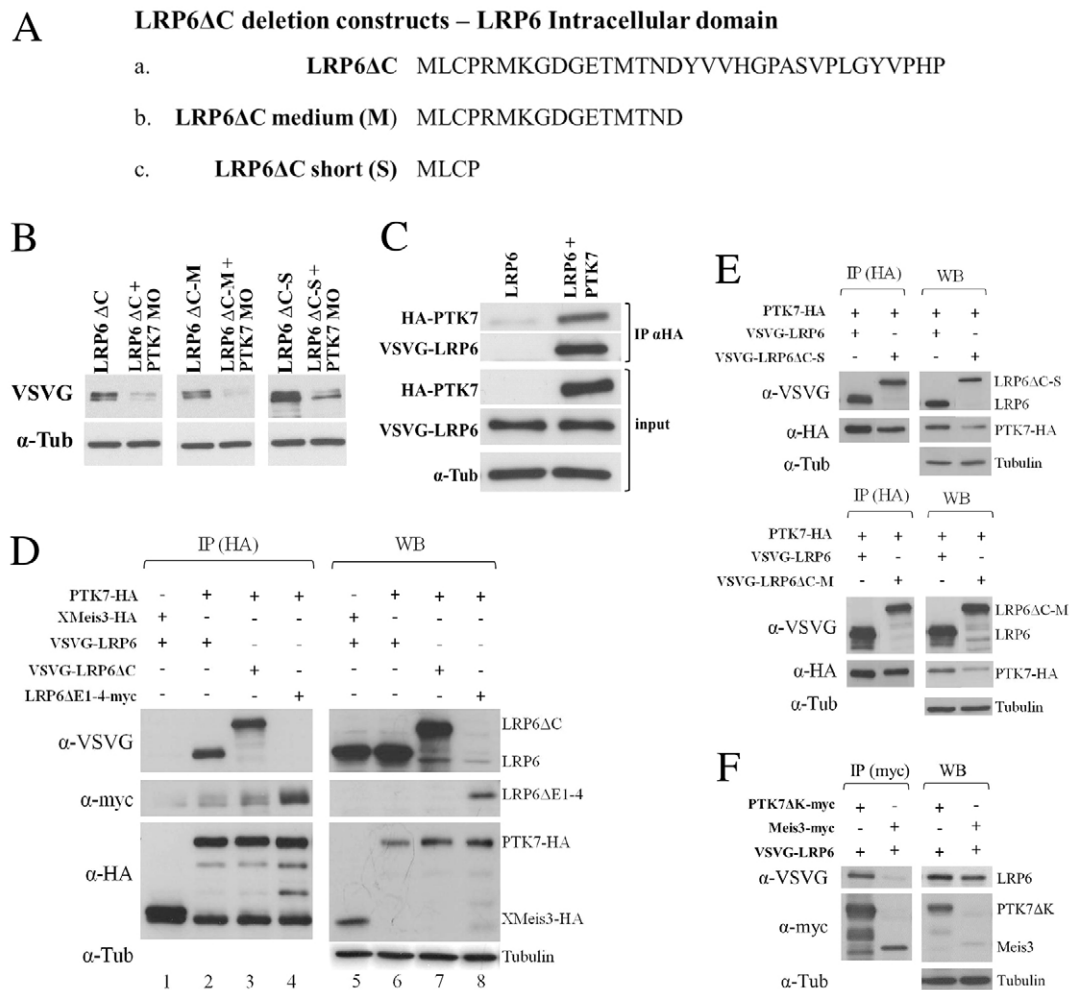 A
LRP6ΔC deletion constructs – LRP6 Intracellular domain
a. LRP6ΔC MLCPRMKGDGETMTNDYVVHGPASVPLGYVPHP
b. LRP6ΔC medium (M) MLCPRMKGDGETMTND
c. LRP6ΔC short (S) MLCP
B
LRP6 ΔC
LRP6 ΔC +
PTK7 MO
LRP6 ΔC-M
LRP6 ΔC-M +
PTK7 MO
LRP6 ΔC-S
LRP6 ΔC-S +
PTK7 MO
VSVG
α-Tub
C
LRP6
LRP6 +
PTK7
HA-PTK7
VSVG-LRP6
IP αHA
HA-PTK7
VSVG-LRP6
α-Tub
input
D
IP (HA) WB
PTK7-HA - + + + - + + +
XMeis3-HA + - - - + - - -
VSVG-LRP6 + + - - + + - -
VSVG-LRP6ΔC - - + - - - + -
LRP6ΔE1-4-myc - - - + - - - +
α-VSVG LRP6ΔC
LRP6
α-myc LRP6ΔE1-4
α-HA PTK7-HA
XMeis3-HA
α-Tub Tubulin
1 2 3 4 5 6 7 8
E
IP (HA) WB
PTK7-HA + + + +
VSVG-LRP6 + - + -
VSVG-LRP6ΔC-S - + - +
α-VSVG LRP6ΔC-S
LRP6
α-HA PTK7-HA
α-Tub Tubulin
IP (HA) WB
PTK7-HA + + + +
VSVG-LRP6 + - + -
VSVG-LRP6ΔC-M - + - +
α-VSVG LRP6ΔC-M
LRP6
α-HA PTK7-HA
α-Tub Tubulin
F
IP (myc) WB
PTK7ΔK-myc + - + -
Meis3-myc - + - +
VSVG-LRP6 + + + +
α-VSVG LRP6
α-myc PTK7ΔK
Meis3
α-Tub Tubulin